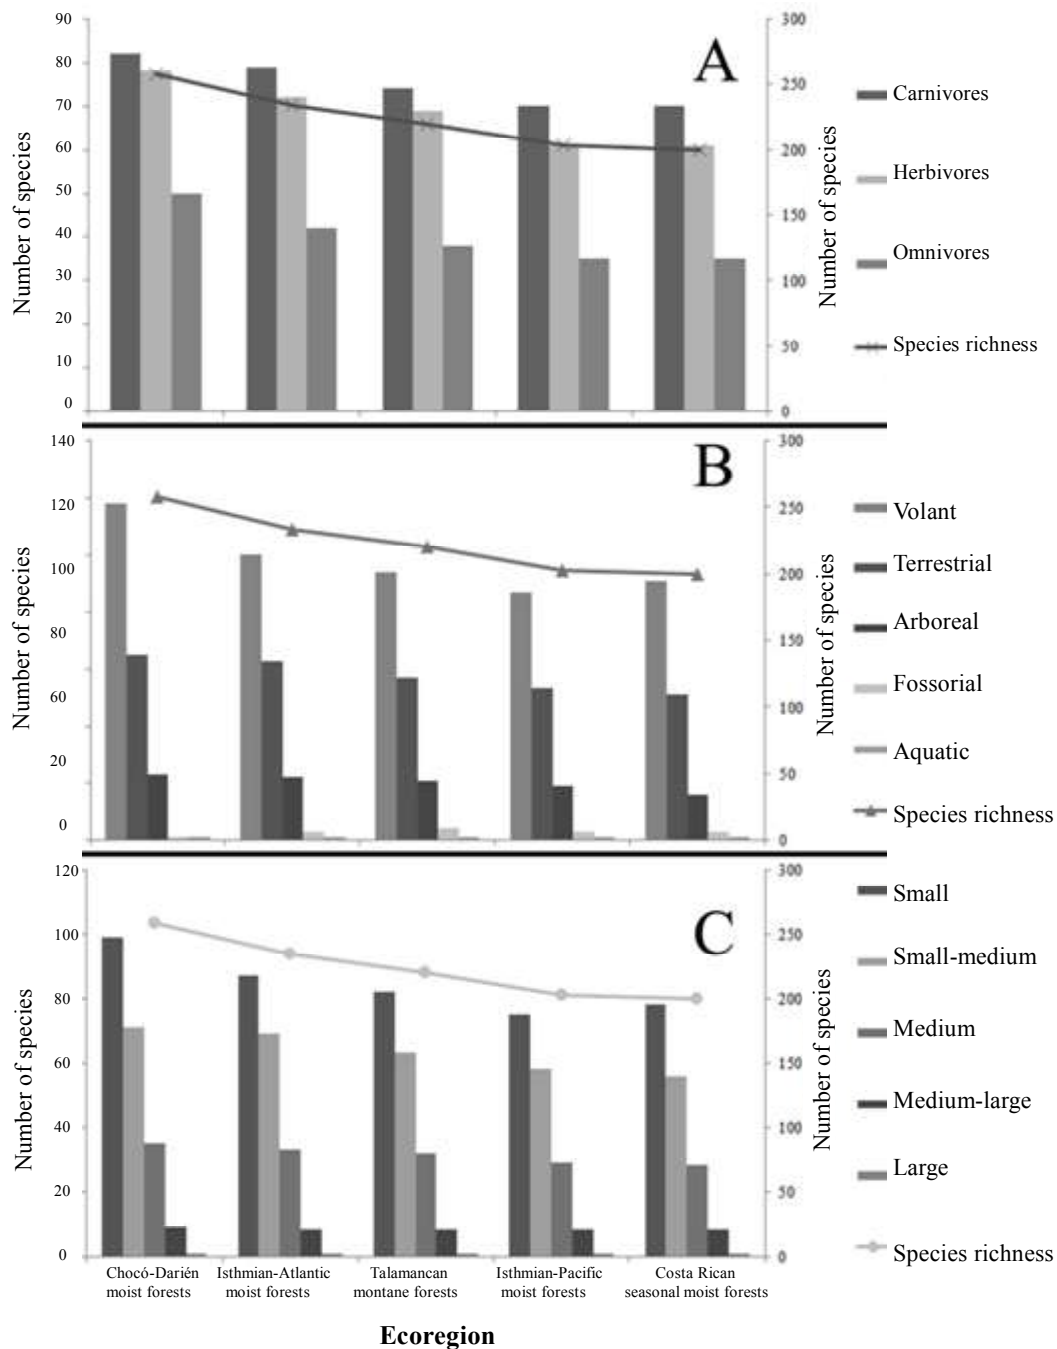 90
80
70
60
50
40
30
20
10
0
Number of species
A
300
250
200
150
100
50
0
Number of species
Carnivores
Herbivores
Omnivores
Species richness
140
120
100
80
60
20
0
Number of species
B
300
250
200
150
100
50
0
Number of species
Volant
Terrestrial
Arboreal
Fossorial
Aquatic
Species richness
120
100
80
60
40
20
0
Number of species
C
300
250
200
150
100
50
0
Number of species
Small
Small-medium
Medium
Medium-large
Large
Species richness
Chocó-Darién
moist forests
Isthmian-Atlantic
moist forests
Talamancan
montane forests
Isthmian-Pacific
moist forests
Costa Rican
seasonal moist forests
Ecoregion